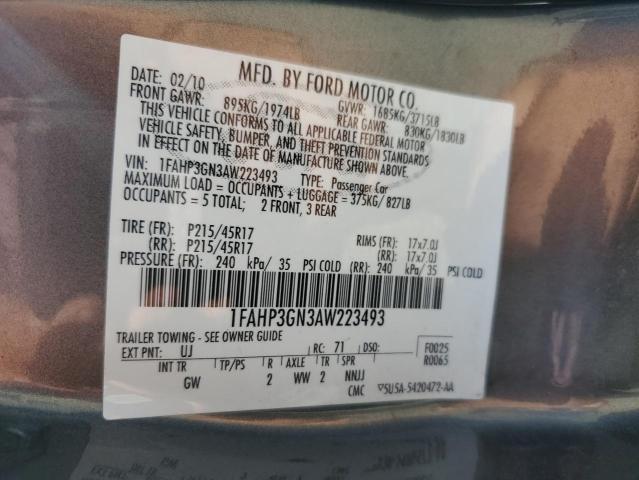 MFD. BY FORD MOTOR CO.
DATE: 02/10 GVWR: 1685KG/3715LB
FRONT GAWR: 895KG/1974LB REAR GAWR: 830KG/1830LB
THIS VEHICLE CONFORMS TO ALL APPLICABLE FEDERAL MOTOR
VEHICLE SAFETY, BUMPER, AND THEFT PREVENTION STANDARDS
IN EFFECT ON THE DATE OF MANUFACTURE SHOWN ABOVE.
VIN: 1FAHP3GN3AW223493 TYPE: Passenger Car
MAXIMUM LOAD = OCCUPANTS + LUGGAGE = 375KG/ 827LB
OCCUPANTS = 5 TOTAL; 2 FRONT, 3 REAR
TIRE (FR): P215/45R17 RIMS (FR): 17x7.0J
(RR): P215/45R17 (RR): 17x7.0J
PRESSURE (FR): 240 kPa/ 35 PSI COLD (RR): 240 kPa/ 35 PSI COLD
1FAHP3GN3AW223493
TRAILER TOWING - SEE OWNER GUIDE
EXT PNT: UJ RC: 71 DSO: F0025
R0065
INT TR TP/PS R AXLE TR SPR
GW 2 WW 2 NNJJ
CMC 5U5A-5420472-AA